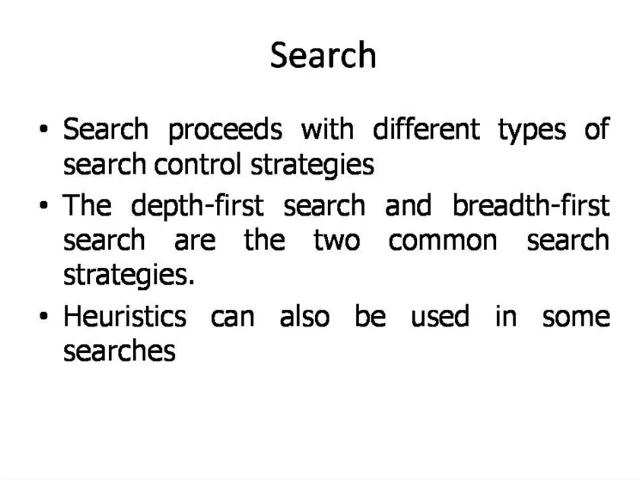 Search
• Search proceeds with different types of
search control strategies
• The depth-first search and breadth-first
search are the two common search
strategies.
• Heuristics can also be used in some
searches